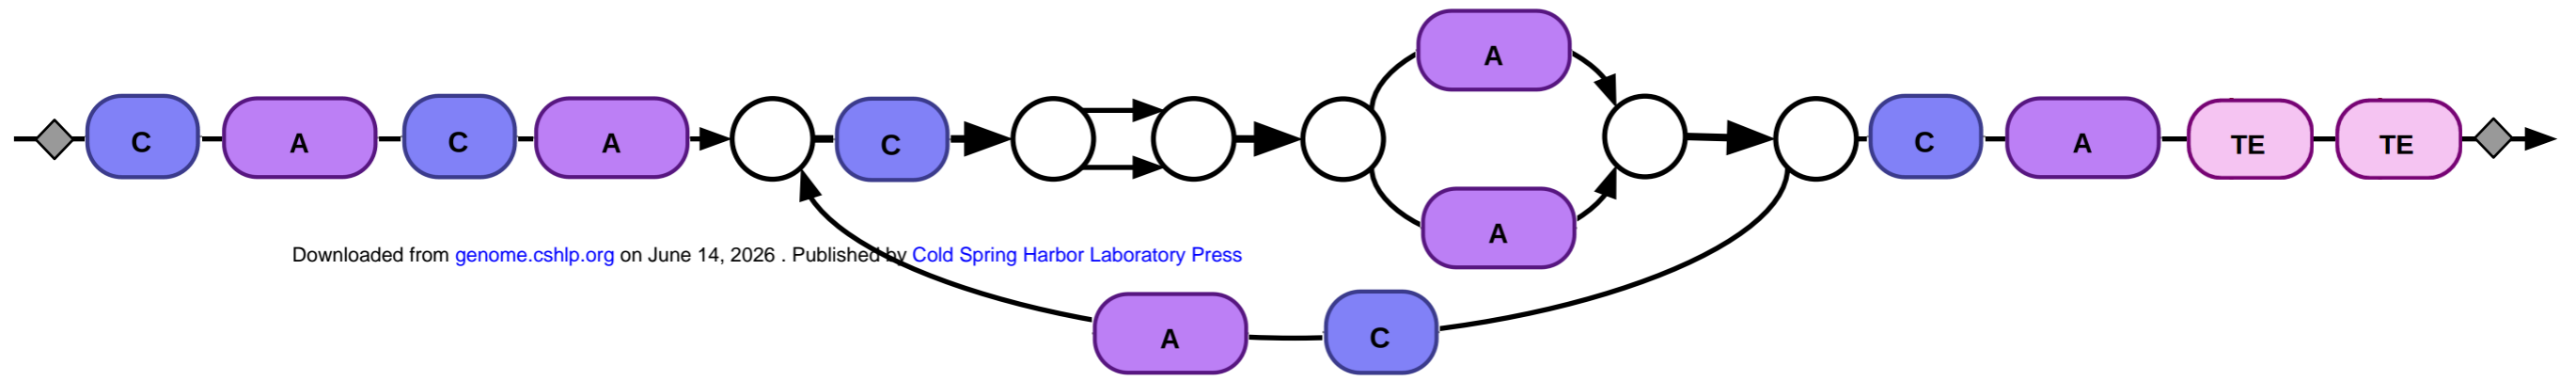 A
C A C A C C A TE TE
A
Downloaded from genome.cshlp.org on June 14, 2026 . Published by Cold Spring Harbor Laboratory Press
A C